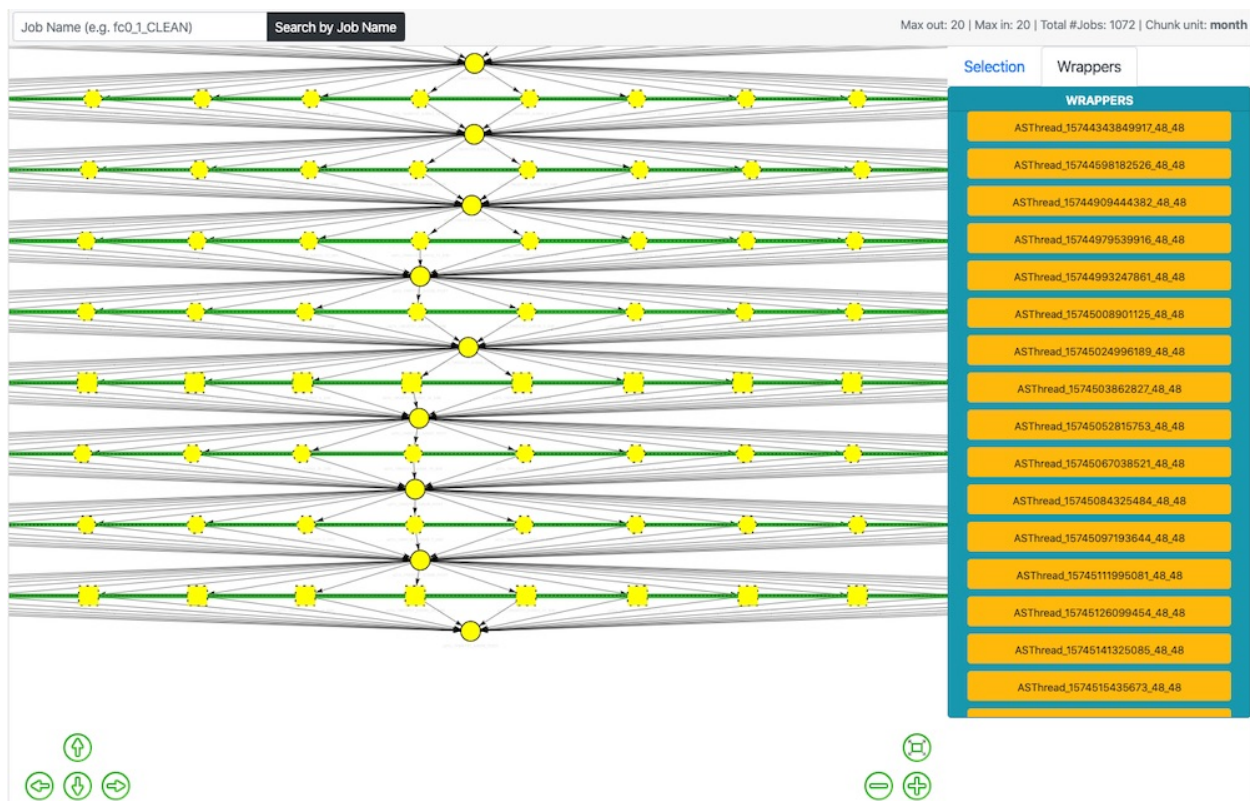 Job Name (e.g. fc0_1_CLEAN)
Search by Job Name
Max out: 20 | Max in: 20 | Total #Jobs: 1072 | Chunk unit: month
Selection
Wrappers
WRAPPERS
ASThread_15744343849917_48_48
ASThread_15744598182526_48_48
ASThread_15744909444382_48_48
ASThread_15744979539916_48_48
ASThread_15744993247861_48_48
ASThread_15745008901125_48_48
ASThread_15745024996189_48_48
ASThread_1574503862827_48_48
ASThread_15745052815753_48_48
ASThread_15745067038521_48_48
ASThread_15745084325484_48_48
ASThread_15745097193644_48_48
ASThread_15745111995081_48_48
ASThread_15745126099454_48_48
ASThread_15745141325085_48_48
ASThread_1574515435673_48_48